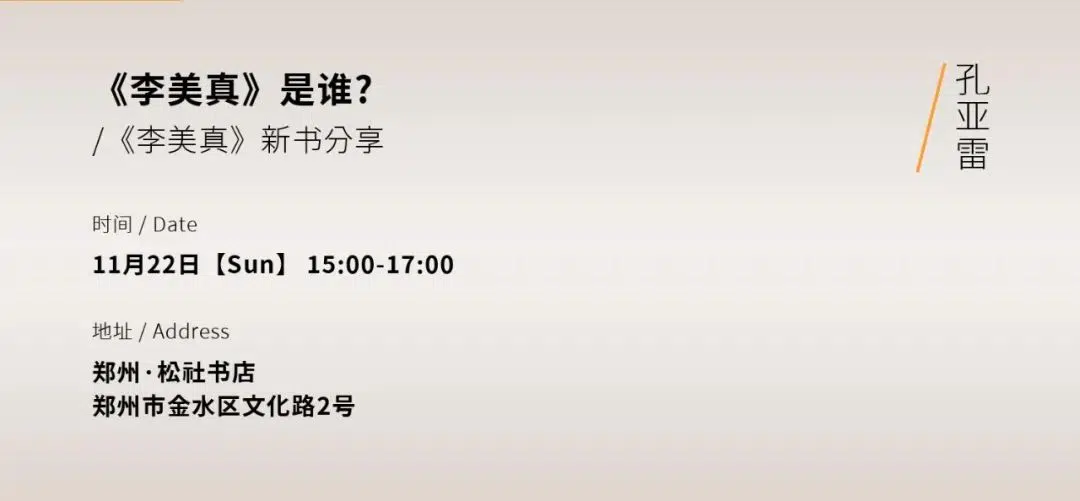 《李美真》是谁?
/《李美真》新书分享
孔亚雷
时间 / Date
11月22日【Sun】 15:00-17:00
地址 / Address
郑州·松社书店
郑州市金水区文化路2号